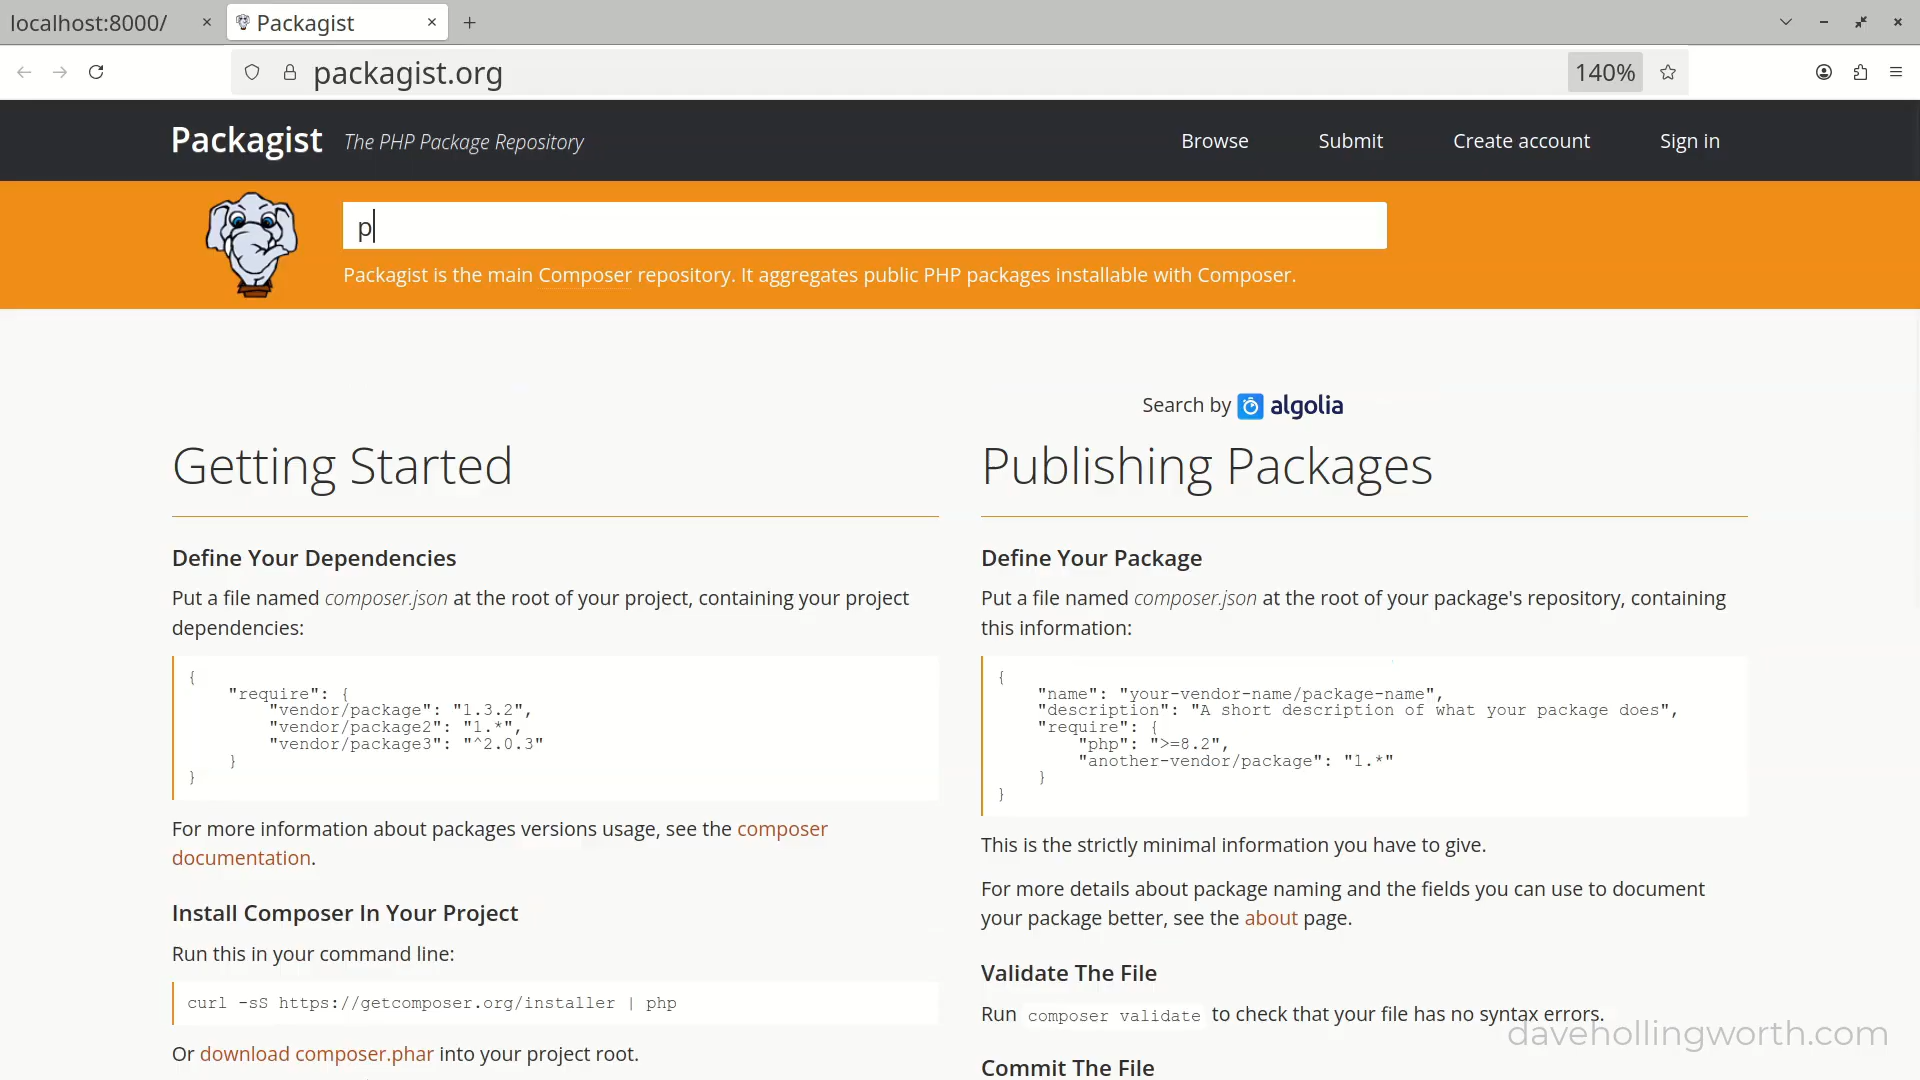 localhost:8000/
Packagist
packagist.org
140%
Packagist The PHP Package Repository
Browse Submit Create account Sign in
p
Packagist is the main Composer repository. It aggregates public PHP packages installable with Composer.
Search by algolia
Getting Started
Define Your Dependencies
Put a file named composer.json at the root of your project, containing your project
dependencies:
{
    "require": {
        "vendor/package": "1.3.2",
        "vendor/package2": "1.*",
        "vendor/package3": "^2.0.3"
    }
}
For more information about packages versions usage, see the composer
documentation.
Install Composer In Your Project
Run this in your command line:
curl -sS https://getcomposer.org/installer | php
Or download composer.phar into your project root.
Publishing Packages
Define Your Package
Put a file named composer.json at the root of your package's repository, containing
this information:
{
    "name": "your-vendor-name/package-name",
    "description": "A short description of what your package does",
    "require": {
        "php": ">=8.2",
        "another-vendor/package": "1.*"
    }
}
This is the strictly minimal information you have to give.
For more details about package naming and the fields you can use to document
your package better, see the about page.
Validate The File
Run composer validate to check that your file has no syntax errors.
Commit The File
davehollingworth.com